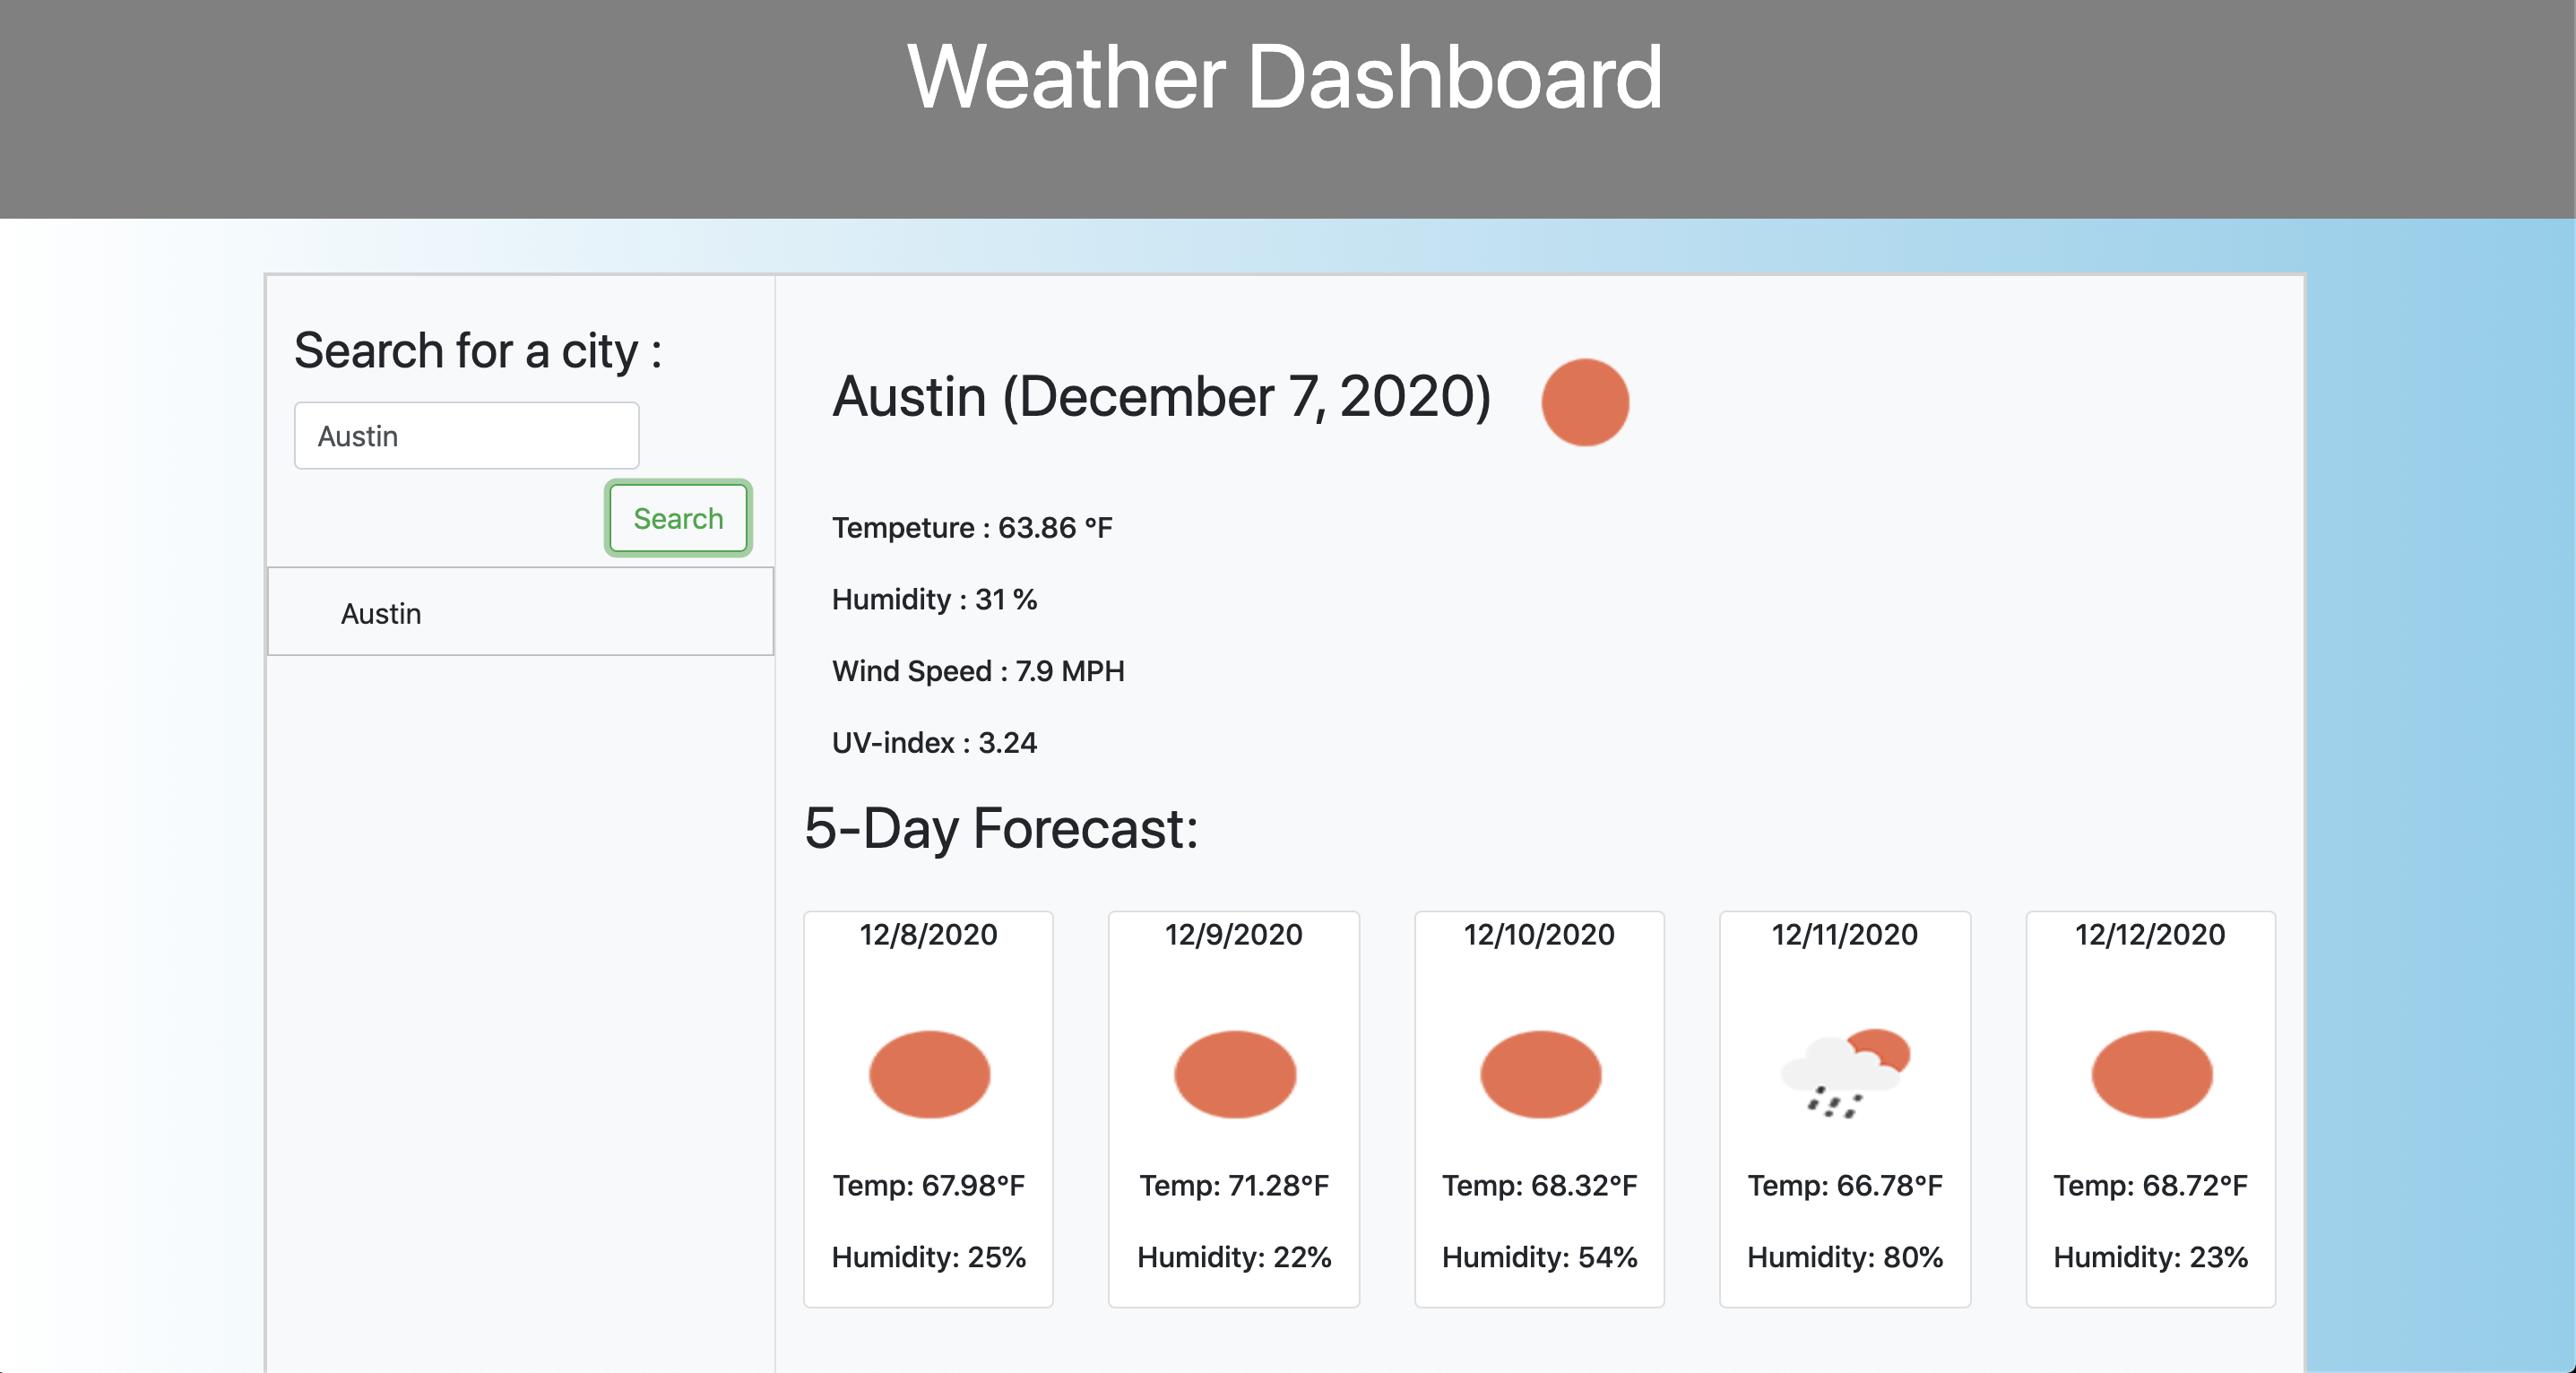 Weather Dashboard
Search for a city :
Austin
Search
Austin
Austin (December 7, 2020)
Tempeture : 63.86 °F
Humidity : 31 %
Wind Speed : 7.9 MPH
UV-index : 3.24
5-Day Forecast:
12/8/2020
Temp: 67.98°F
Humidity: 25%
12/9/2020
Temp: 71.28°F
Humidity: 22%
12/10/2020
Temp: 68.32°F
Humidity: 54%
12/11/2020
Temp: 66.78°F
Humidity: 80%
12/12/2020
Temp: 68.72°F
Humidity: 23%